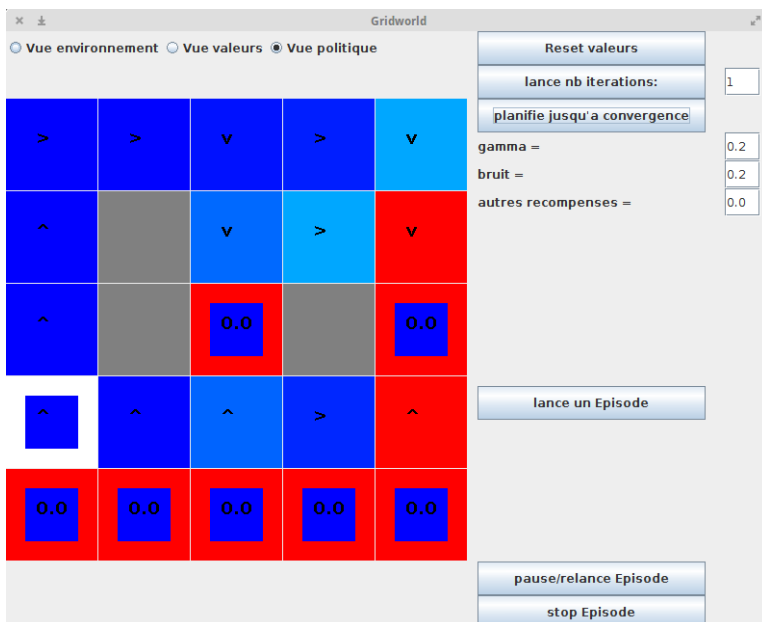 Gridworld
Vue environnement Vue valeurs Vue politique
Reset valeurs
lance nb iterations: 1
planifie jusqu'a convergence
gamma = 0.2
bruit = 0.2
autres recompenses = 0.0
> > v > v
^ v > v
^ 0.0 0.0
^ ^ ^ > ^
0.0 0.0 0.0 0.0 0.0
lance un Episode
pause/relance Episode
stop Episode